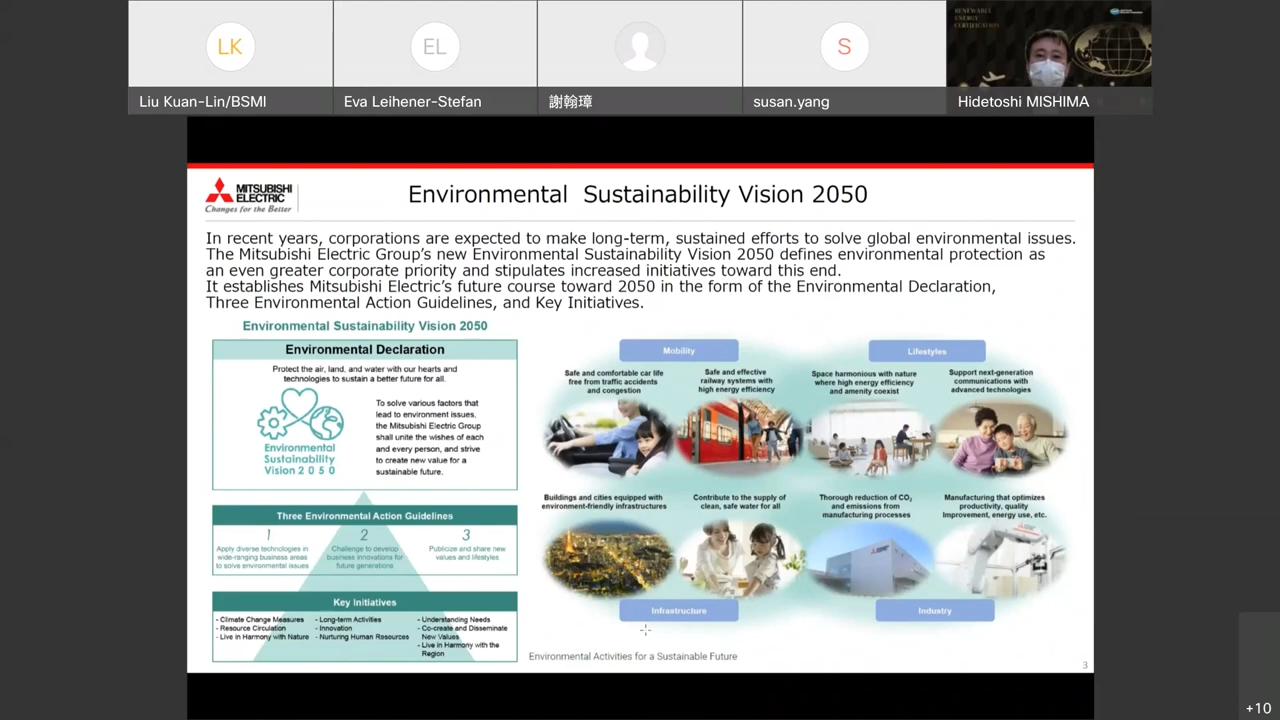 LK
EL
S
RENEWABLE
ENERGY
CERTIFICATION
Liu Kuan-Lin/BSMI
Eva Leihener-Stefan
謝翰璋
susan.yang
Hidetoshi MISHIMA
MITSUBISHI
ELECTRIC
Changes for the Better
Environmental Sustainability Vision 2050
In recent years, corporations are expected to make long-term, sustained efforts to solve global environmental issues.
The Mitsubishi Electric Group's new Environmental Sustainability Vision 2050 defines environmental protection as
an even greater corporate priority and stipulates increased initiatives toward this end.
It establishes Mitsubishi Electric's future course toward 2050 in the form of the Environmental Declaration,
Three Environmental Action Guidelines, and Key Initiatives.
Environmental Sustainability Vision 2050
Environmental Declaration
Protect the air, land, and water with our hearts and
technologies to sustain a better future for all.
Environmental
Sustainability
Vision 2050
To solve various factors that
lead to environment issues,
the Mitsubishi Electric Group
shall unite the wishes of each
and every person, and strive
to create new value for a
sustainable future.
Three Environmental Action Guidelines
1
Apply diverse technologies in
wide-ranging business areas
to solve environmental issues
2
Challenge to develop
business innovations for
future generations
3
Publicize and share new
values and lifestyles
Key Initiatives
- Climate Change Measures
- Resource Circulation
- Live in Harmony with Nature
- Long-term Activities
- Innovation
- Nurturing Human Resources
- Understanding Needs
- Co-create and Disseminate
New Values
- Live in Harmony with the
Region
Mobility
Safe and comfortable car life
free from traffic accidents
and congestion
Safe and effective
railway systems with
high energy efficiency
Lifestyles
Space harmonious with nature
where high energy efficiency
and amenity coexist
Support next-generation
communications with
advanced technologies
Buildings and cities equipped with
environment-friendly infrastructures
Contribute to the supply of
clean, safe water for all
Infrastructure
Thorough reduction of CO₂
and emissions from
manufacturing processes
Manufacturing that optimizes
productivity, quality
improvement, energy use, etc.
Industry
Environmental Activities for a Sustainable Future
3
+10